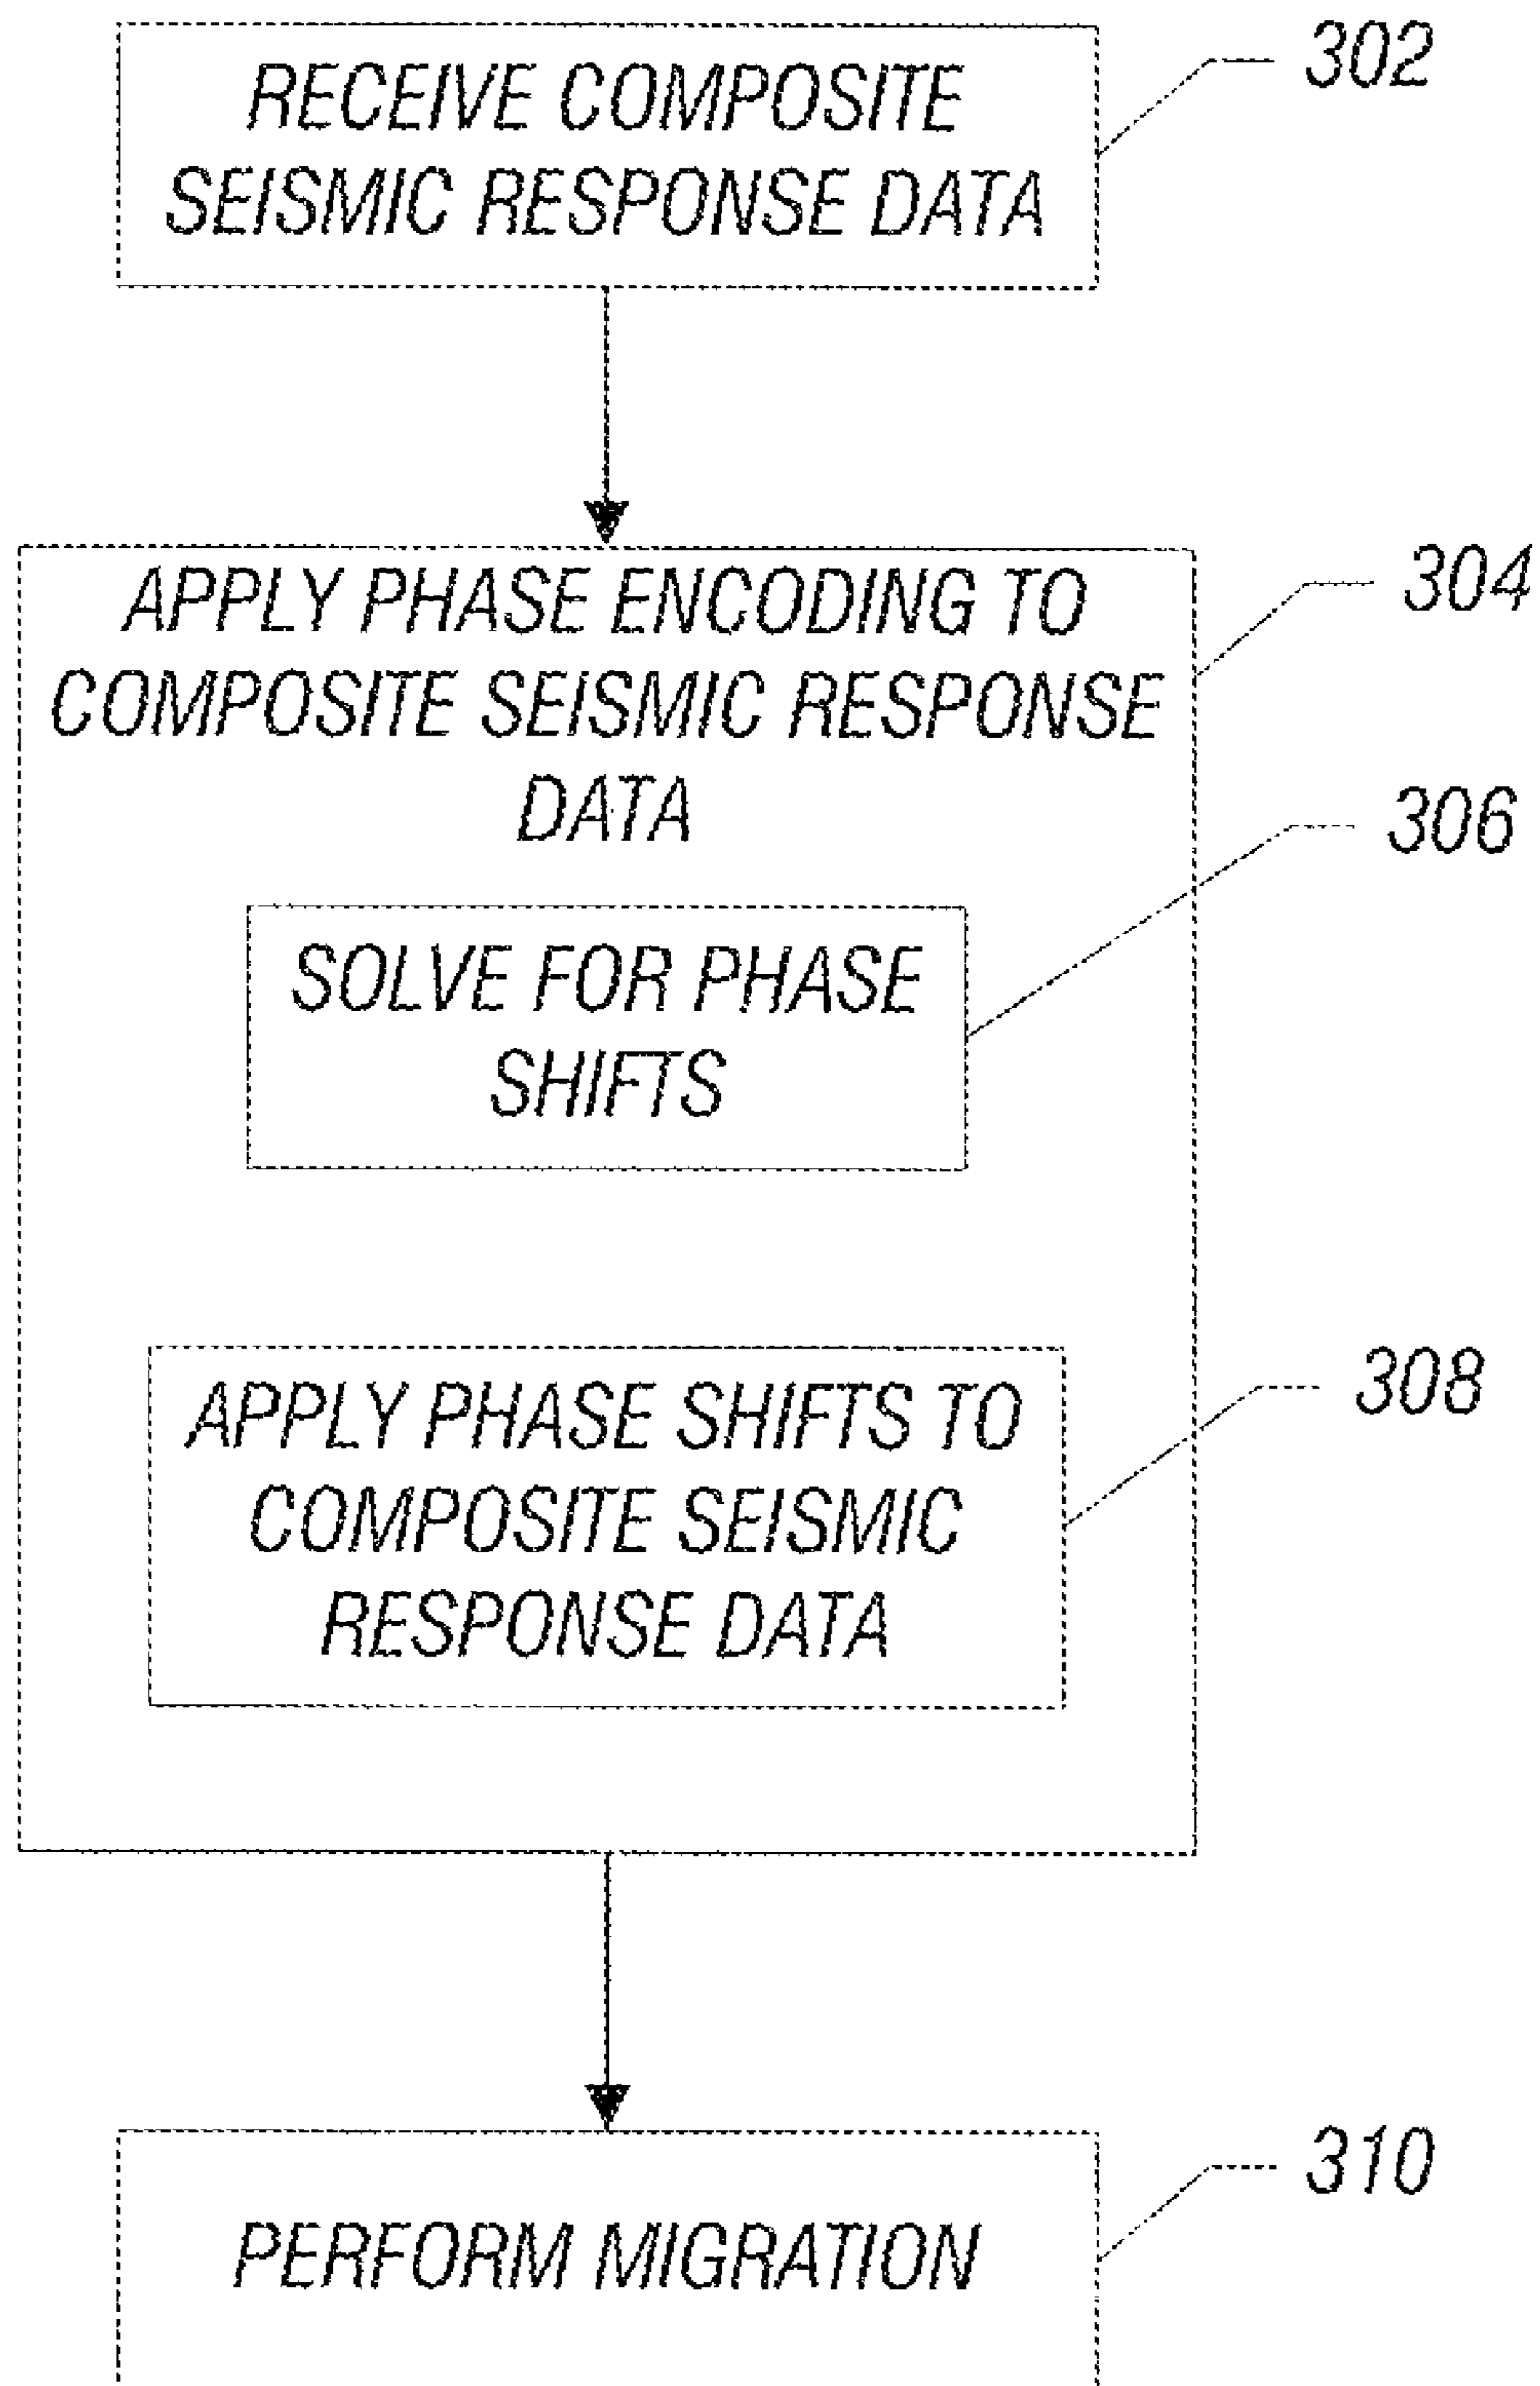 RECEIVE COMPOSITE
SEISMIC RESPONSE DATA
302
APPLY PHASE ENCODING TO
COMPOSITE SEISMIC RESPONSE
DATA
304
SOLVE FOR PHASE
SHIFTS
306
APPLY PHASE SHIFTS TO
COMPOSITE SEISMIC
RESPONSE DATA
308
PERFORM MIGRATION
310